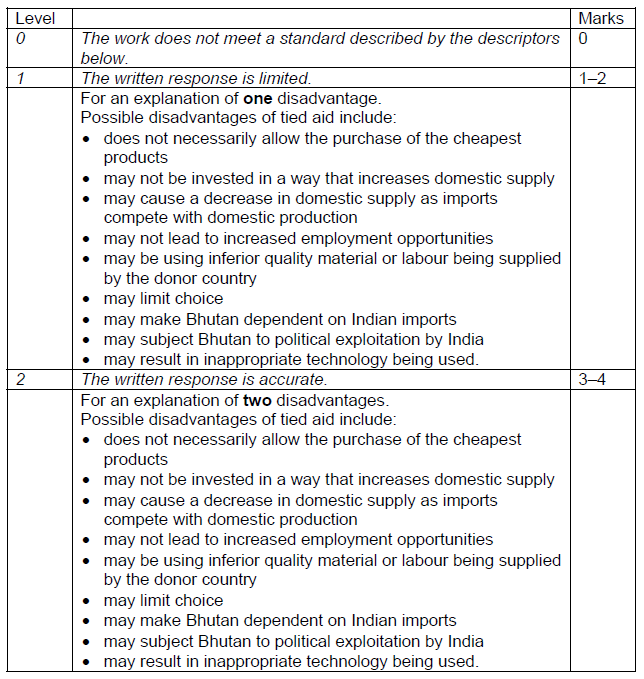 Level Marks
0 The work does not meet a standard described by the descriptors 0
below.
1 The written response is limited. 1–2
For an explanation of one disadvantage.
Possible disadvantages of tied aid include:
• does not necessarily allow the purchase of the cheapest
products
• may not be invested in a way that increases domestic supply
• may cause a decrease in domestic supply as imports
compete with domestic production
• may not lead to increased employment opportunities
• may be using inferior quality material or labour being supplied
by the donor country
• may limit choice
• may make Bhutan dependent on Indian imports
• may subject Bhutan to political exploitation by India
• may result in inappropriate technology being used.
2 The written response is accurate. 3–4
For an explanation of two disadvantages.
Possible disadvantages of tied aid include:
• does not necessarily allow the purchase of the cheapest
products
• may not be invested in a way that increases domestic supply
• may cause a decrease in domestic supply as imports
compete with domestic production
• may not lead to increased employment opportunities
• may be using inferior quality material or labour being supplied
by the donor country
• may limit choice
• may make Bhutan dependent on Indian imports
• may subject Bhutan to political exploitation by India
• may result in inappropriate technology being used.